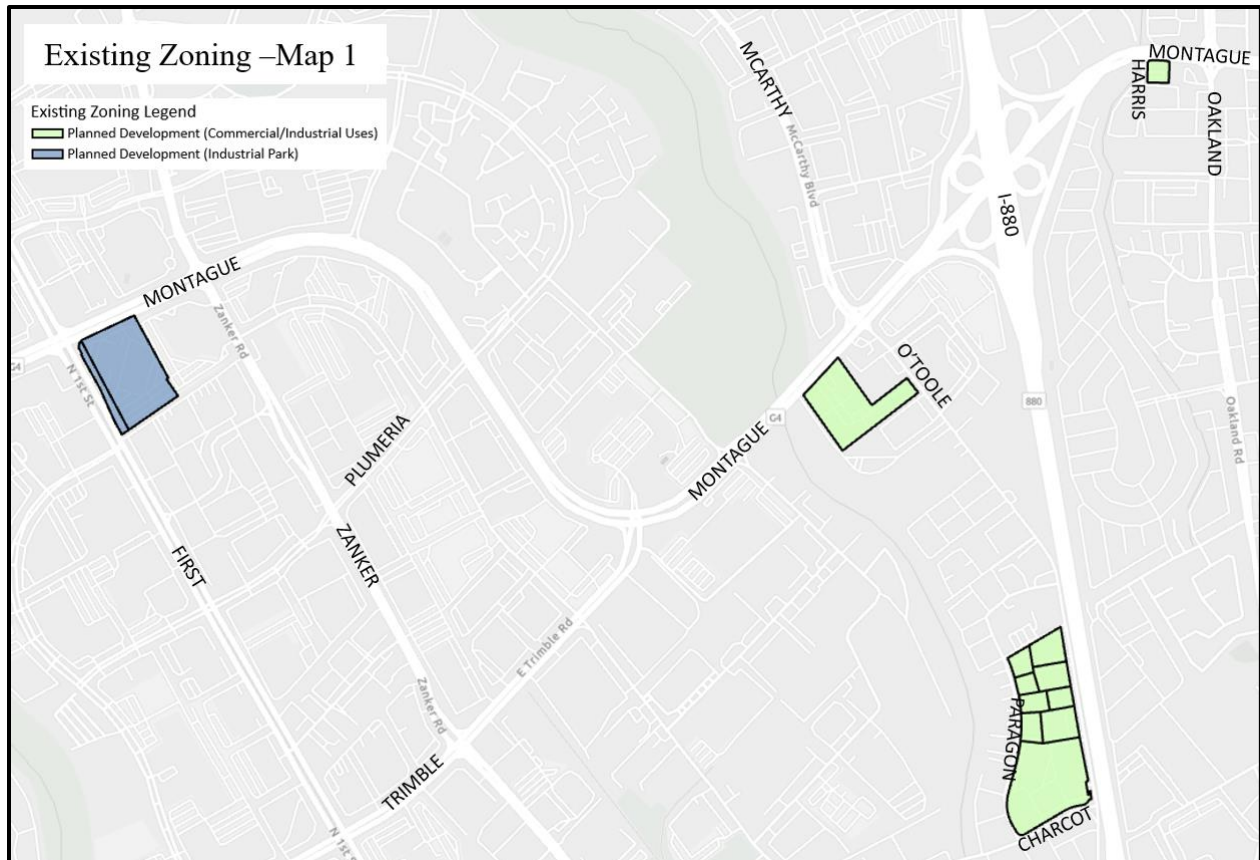 Existing Zoning –Map 1
Existing Zoning Legend
Planned Development (Commercial/Industrial Uses)
Planned Development (Industrial Park)
MONTAGUE
HARRIS
OAKLAND
MCARTHY
McCarthy Blvd
I-880
MONTAGUE
Zanker Rd
G4
N 1st St
O'TOOLE
880
Oakland Rd
G4
PLUMERIA
MONTAGUE
ZANKER
FIRST
E Trimble Rd
Zanker Rd
PARAGON
TRIMBLE
CHARCOT